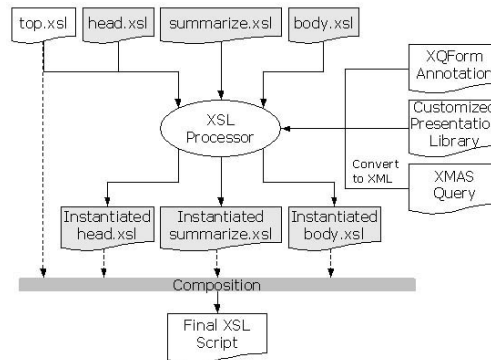 top.xsl
head.xsl
summarize.xsl
body.xsl
XQForm
Annotation
Customized
Presentation
Library
XSL
Processor
Convert
to XML
XMAS
Query
Instantiated
head.xsl
Instantiated
summarize.xsl
Instantiated
body.xsl
Composition
Final XSL
Script